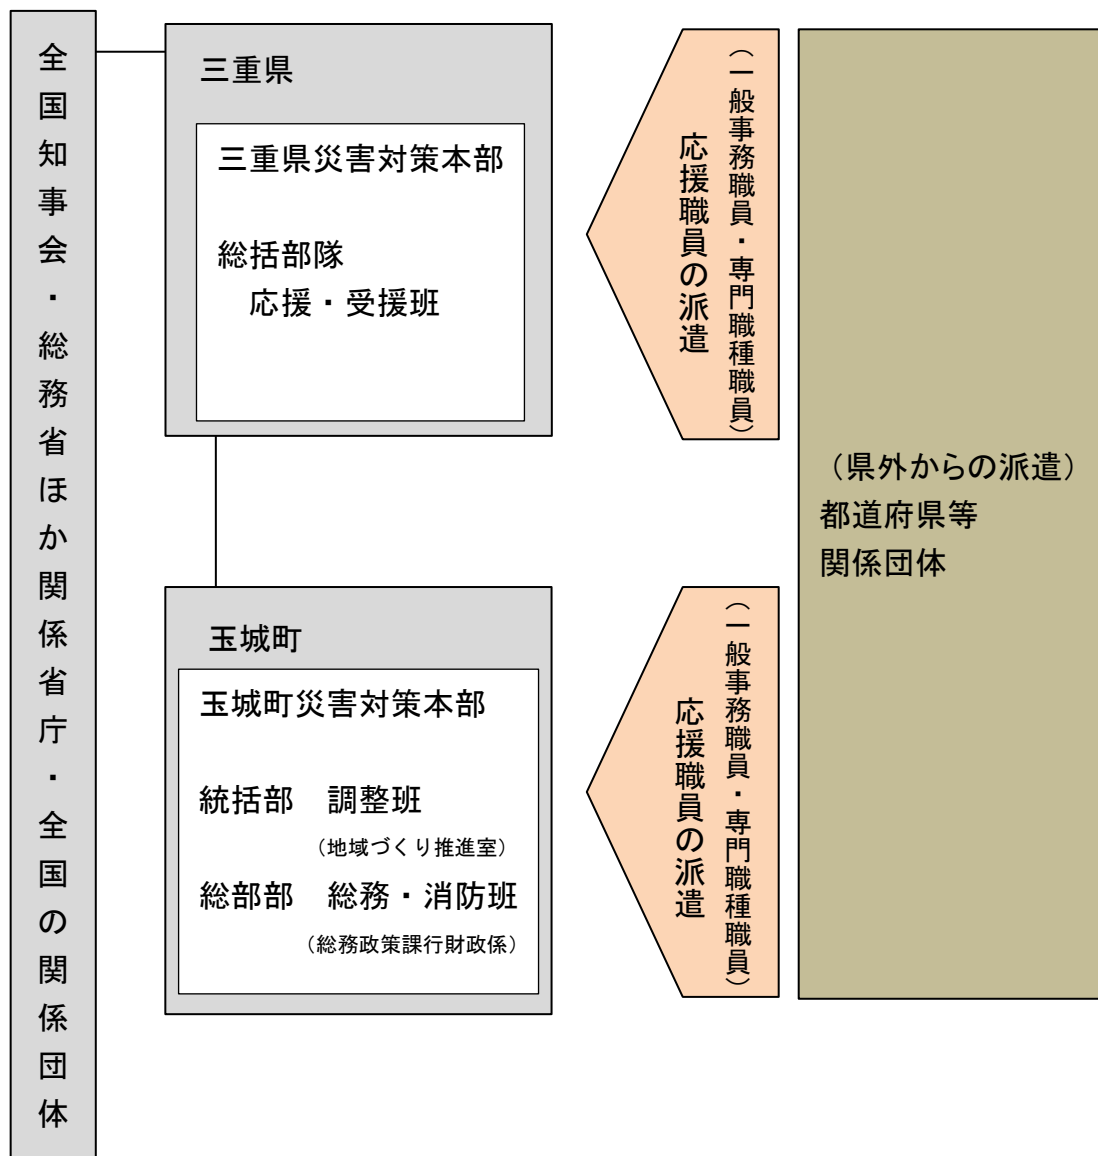 全国知事会・総務省ほか関係省庁・全国の関係団体
三重県
三重県災害対策本部
総括部隊
応援・受援班
玉城町
玉城町災害対策本部
統括部　調整班
（地域づくり推進室）
総部部　総務・消防班
（総務政策課行財政係）
（一般事務職員・専門職種職員）
応援職員の派遣
（一般事務職員・専門職種職員）
応援職員の派遣
（県外からの派遣）
都道府県等
関係団体